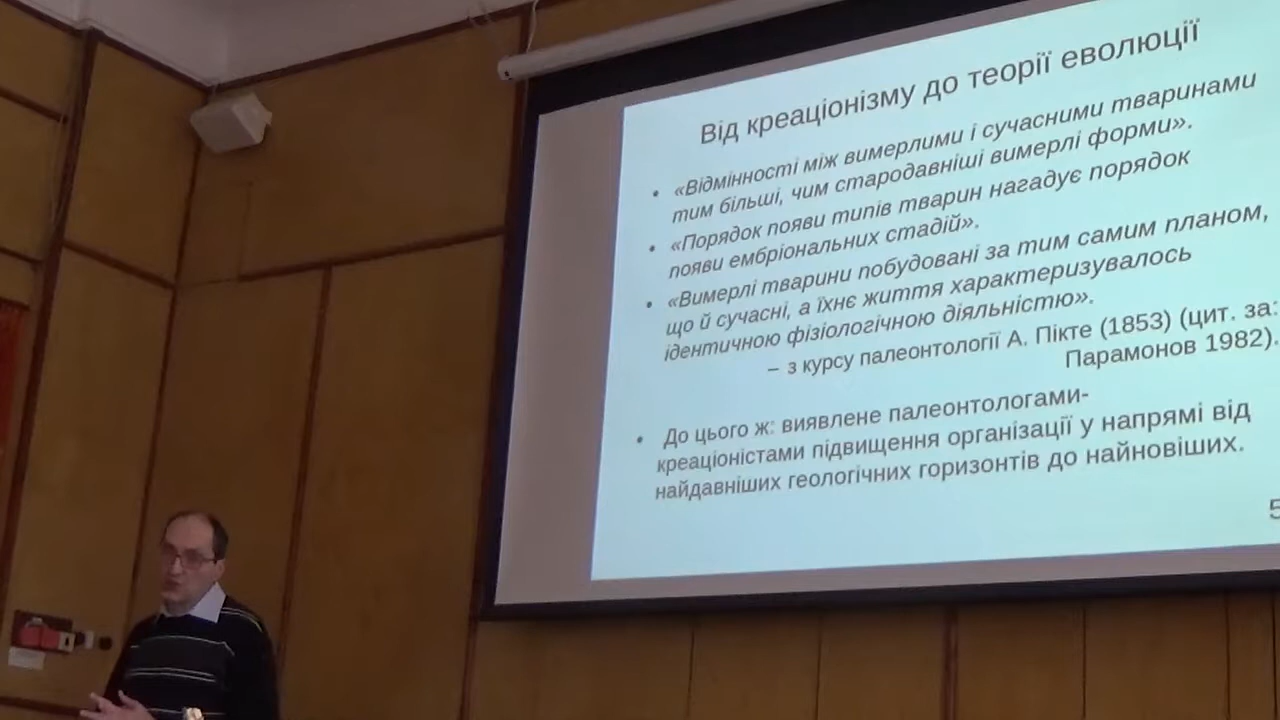 Від креаціонізму до теорії еволюції
• «Відмінності між вимерлими і сучасними тваринами
тим більші, чим стародавніші вимерлі форми».
• «Порядок появи типів тварин нагадує порядок
появи ембріональних стадій».
• «Вимерлі тварини побудовані за тим самим планом,
що й сучасні, а їхнє життя характеризувалось
ідентичною фізіологічною діяльністю».
– з курсу палеонтології А. Пікте (1853) (цит. за:
Парамонов 1982).
• До цього ж: виявлене палеонтологами-
креаціоністами підвищення організації у напрямі від
найдавніших геологічних горизонтів до найновіших.
5